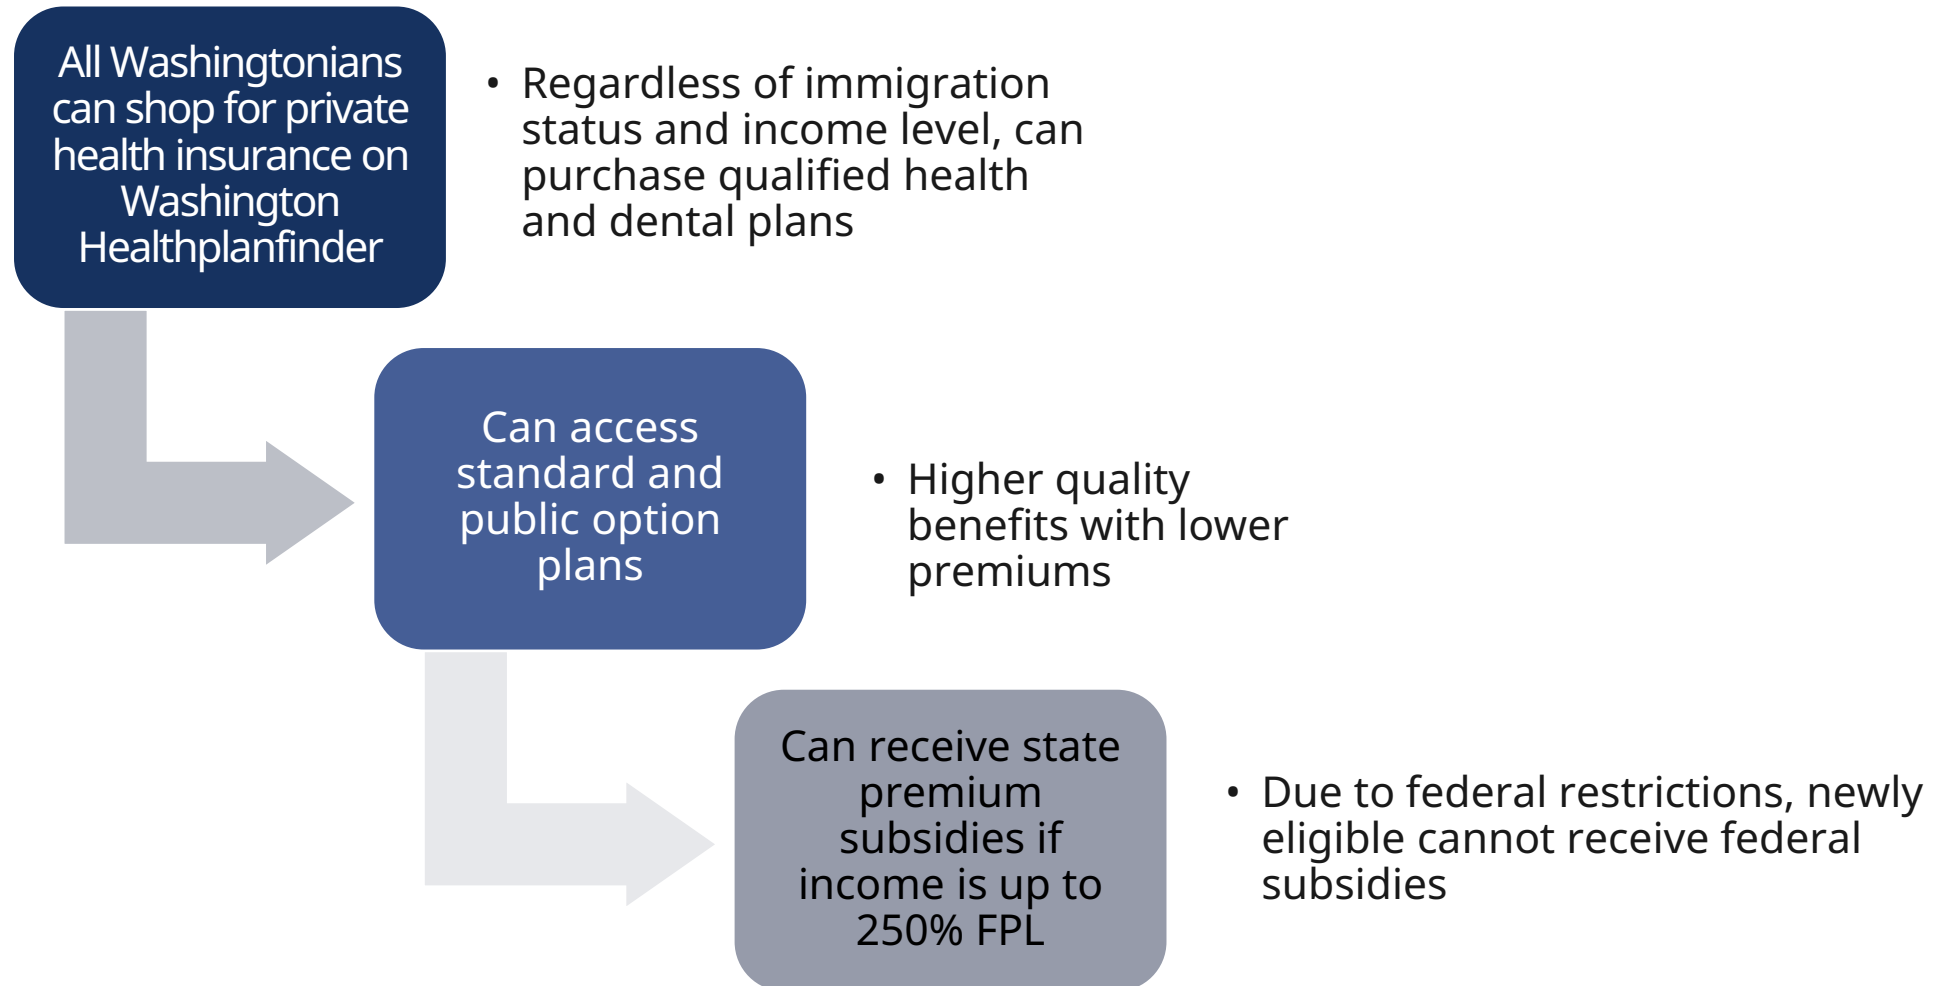 All Washingtonians
can shop for private
health insurance on
Washington
Healthplanfinder
• Regardless of immigration
status and income level, can
purchase qualified health
and dental plans
Can access
standard and
public option
plans
• Higher quality
benefits with lower
premiums
Can receive state
premium
subsidies if
income is up to
250% FPL
• Due to federal restrictions, newly
eligible cannot receive federal
subsidies